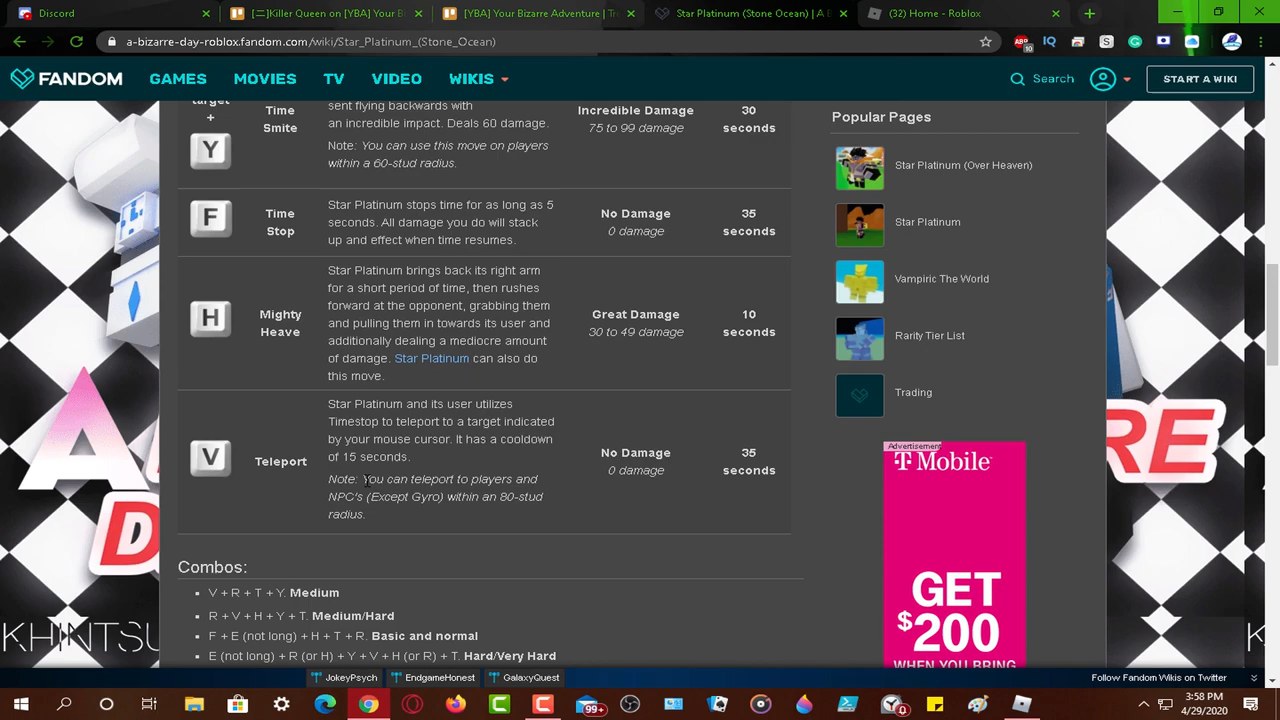 Discord
[二]Killer Queen on [YBA] Your B
[YBA] Your Bizarre Adventure | Tr
Star Platinum (Stone Ocean) | A B
(32) Home - Roblox
a-bizarre-day-roblox.fandom.com/wiki/Star_Platinum_(Stone_Ocean)
ABP
10
IQ
S
FANDOM
GAMES
MOVIES
TV
VIDEO
WIKIS
Search
START A WIKI
target
+
Y
Time
Smite
sent flying backwards with
an incredible impact. Deals 60 damage.
Note: You can use this move on players
within a 60-stud radius.
Incredible Damage
75 to 99 damage
30
seconds
F
Time
Stop
Star Platinum stops time for as long as 5
seconds. All damage you do will stack
up and effect when time resumes.
No Damage
0 damage
35
seconds
H
Mighty
Heave
Star Platinum brings back its right arm
for a short period of time, then rushes
forward at the opponent, grabbing them
and pulling them in towards its user and
additionally dealing a mediocre amount
of damage. Star Platinum can also do
this move.
Great Damage
30 to 49 damage
10
seconds
V
Teleport
Star Platinum and its user utilizes
Timestop to teleport to a target indicated
by your mouse cursor. It has a cooldown
of 15 seconds.
Note: You can teleport to players and
NPC's (Except Gyro) within an 80-stud
radius.
No Damage
0 damage
35
seconds
Combos:
V + R + T + Y. Medium
R + V + H + Y + T. Medium/Hard
F + E (not long) + H + T + R. Basic and normal
E (not long) + R (or H) + Y + V + H (or R) + T. Hard/Very Hard
Popular Pages
Star Platinum (Over Heaven)
Star Platinum
Vampiric The World
Rarity Tier List
Trading
Advertisement
T Mobile
GET
$200
WHEN YOU BRING
KHINTSU
JokeyPsych
EndgameHonest
GalaxyQuest
Follow Fandom Wikis on Twitter
99+
3:58 PM
4/29/2020